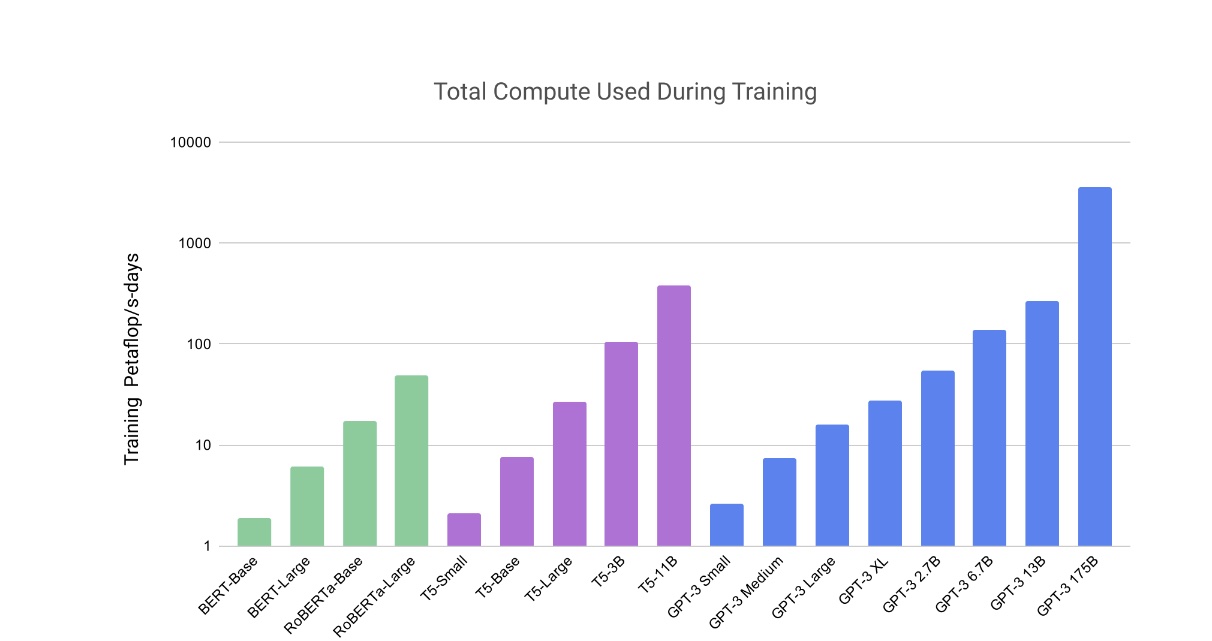 Total Compute Used During Training
10000
1000
100
10
1
Training Petaflop/s-days
BERT-Base
BERT-Large
RoBERTa-Base
RoBERTa-Large
T5-Small
T5-Base
T5-Large
T5-3B
T5-11B
GPT-3 Small
GPT-3 Medium
GPT-3 Large
GPT-3 XL
GPT-3 2.7B
GPT-3 6.7B
GPT-3 13B
GPT-3 175B